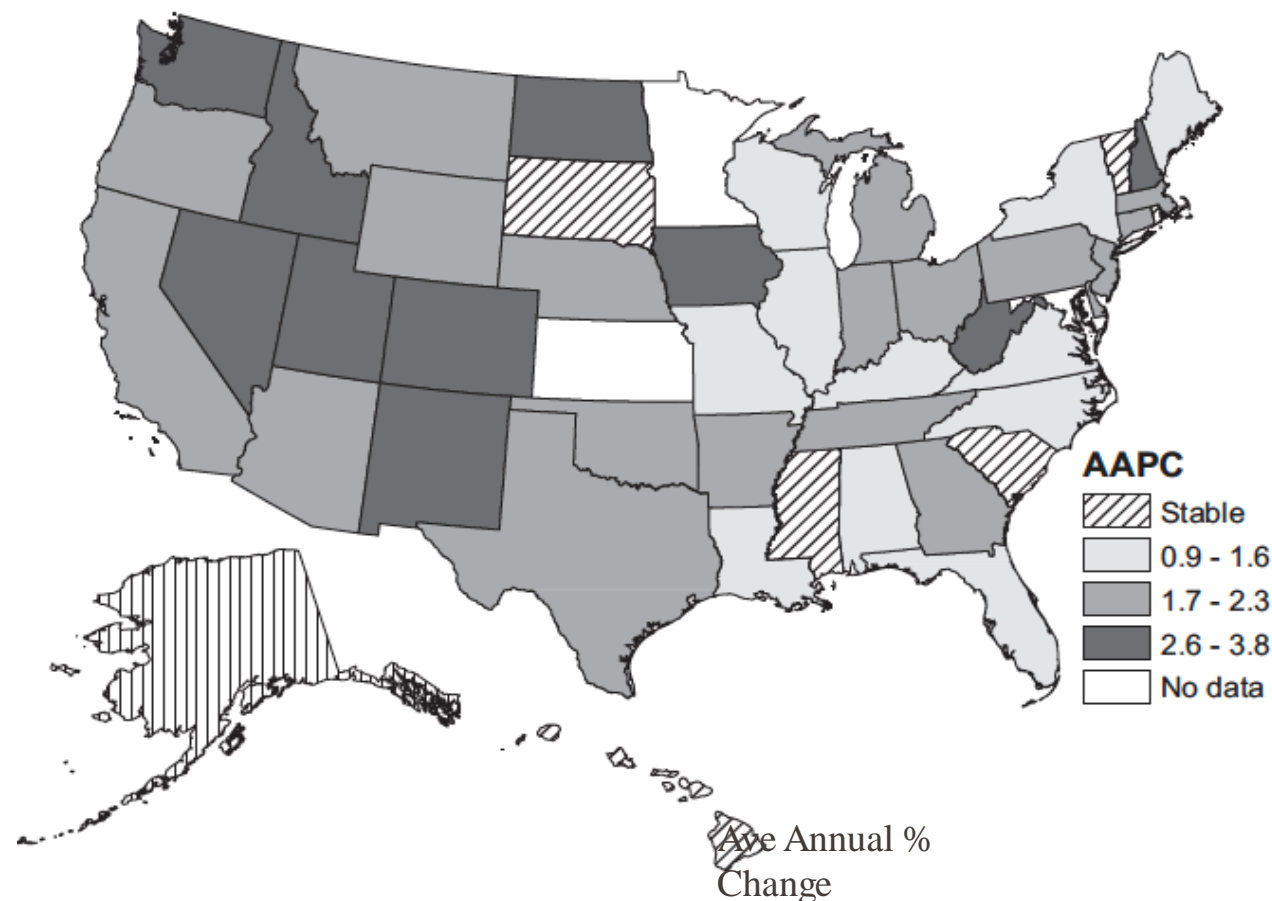 AAPC
Stable
0.9 - 1.6
1.7 - 2.3
2.6 - 3.8
No data
Ave Annual %
Change